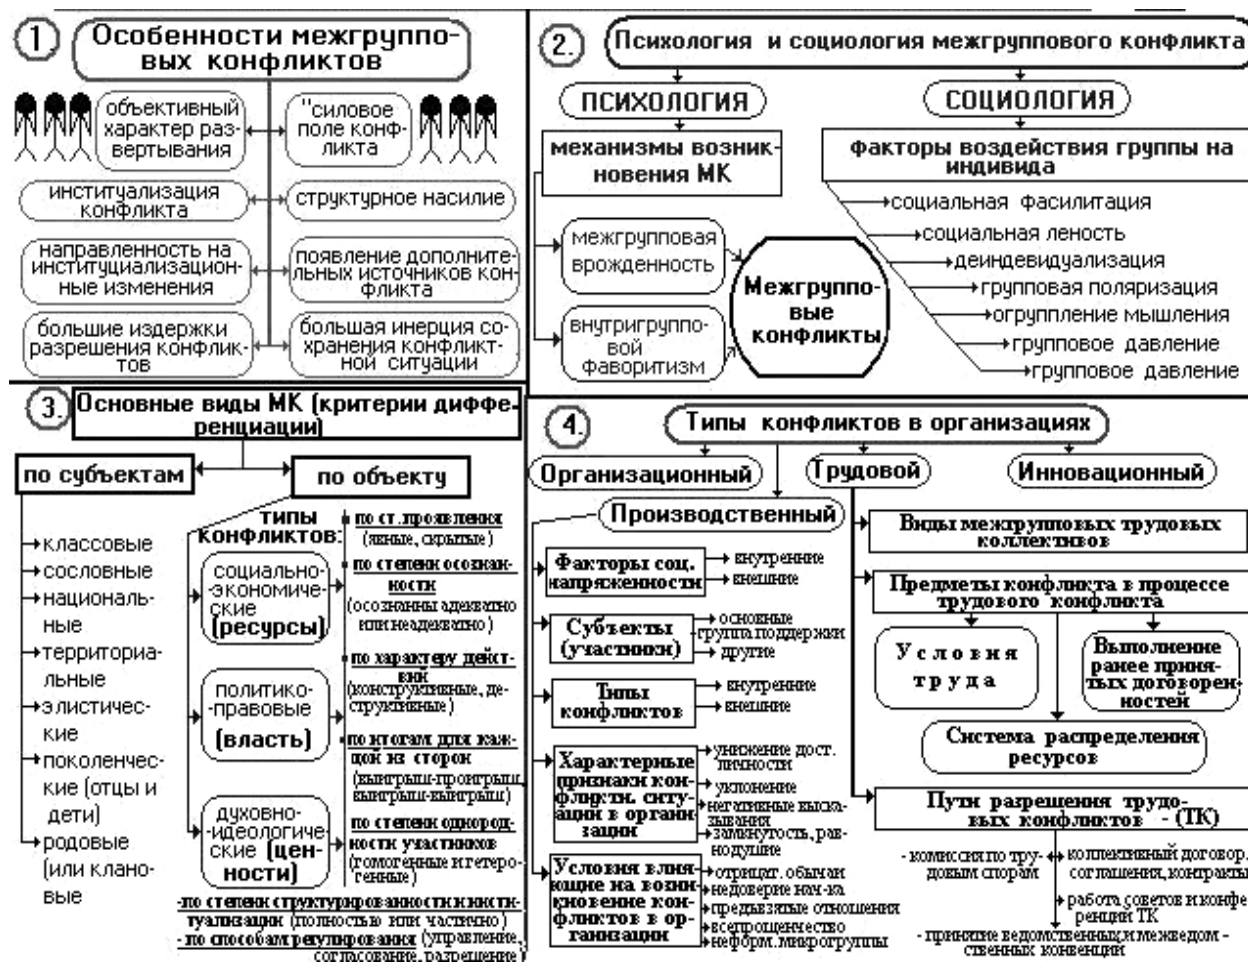 1
Особенности межгруппо-
вых конфликтов
объективный
характер раз-
вертывания
"силовое
поле конф-
ликта
институализация
конфликта
структурное насилие
направленность на
институциализацион-
ные изменения
появление дополните-
льных источников кон-
фликта
большие издержки
разрешения конфлик-
тов
большая инерция со-
хранения конфликт-
ной ситуации
2.
Психология и социология межгруппового конфликта
ПСИХОЛОГИЯ
СОЦИОЛОГИЯ
механизмы возник-
новения МК
факторы воздействия группы на
индивида
межгрупповая
врожденность
внутригруппо-
вой
фаворитизм
Межгруппо-
вые
конфликты
социальная фасилитация
социальная леность
деиндевидуализация
групповая поляризация
огруппление мышления
групповое давление
групповое давление
3.
Основные виды МК (критерии диффе-
ренциации)
по субъектам
по объекту
классовые
сословные
националь-
ные
территориа-
льные
элистичес-
кие
поколенчес-
кие (отцы и
дети)
родовые
(или клано-
вые
типы
конфликтов:
социально-
-экономиче-
ские
(ресурсы)
политико-
-правовые
(власть)
духовно-
-идеологиче-
ские (цен-
ности)
по ст. проявления
(явные, скрытые)
по степени осознан-
ности
(осознанны адекватно
или неадекватно)
по характеру дейст-
вий
(конструктивные, де-
структивные)
по итогам для каж-
дой из сторон
(выигрыш-проигрыш,
выигрыш-выигрыш)
по степени однород-
ности участников
(гомогенные и гетеро-
генные)
-по степени структурированности и инсти-
туализации (полностью или частично)
- по способам регулирования (управление,
согласование, разрешение)
4.
Типы конфликтов в организациях
Организационный
Трудовой
Инновационный
Производственный
Факторы соц.
напряженности
внутренние
внешние
Субъекты
(участники)
основные
группа поддержки
другие
Типы
конфликтов
внутренние
внешние
Характерные
признаки кон-
фликтн. ситу-
ации в органи-
зации
унижение дост.
личности
уклонение
негативные выска-
зывания
замкнутость, рав-
нодушие
Условия влия-
ющие на возни-
кновение кон-
фликтов в ор-
ганизации
отрицат. обычаи
недоверие нач-ка
предвзятые отношения
всепрощенчество
неформ. микрогруппы
Виды межгрупповых трудовых
коллективов
Предметы конфликта в процессе
трудового конфликта
Условия
труда
Выполнение
ранее приня-
тых договорен-
ностей
Система распределения
ресурсов
Пути разрешения трудо-
вых конфликтов - (ТК)
- комиссия по тру-
довым спорам
коллективный договор.
соглашения, контракты
работа советов и конфе-
ренций ТК
- принятие ведомственных и межведом -
ственных конвенций